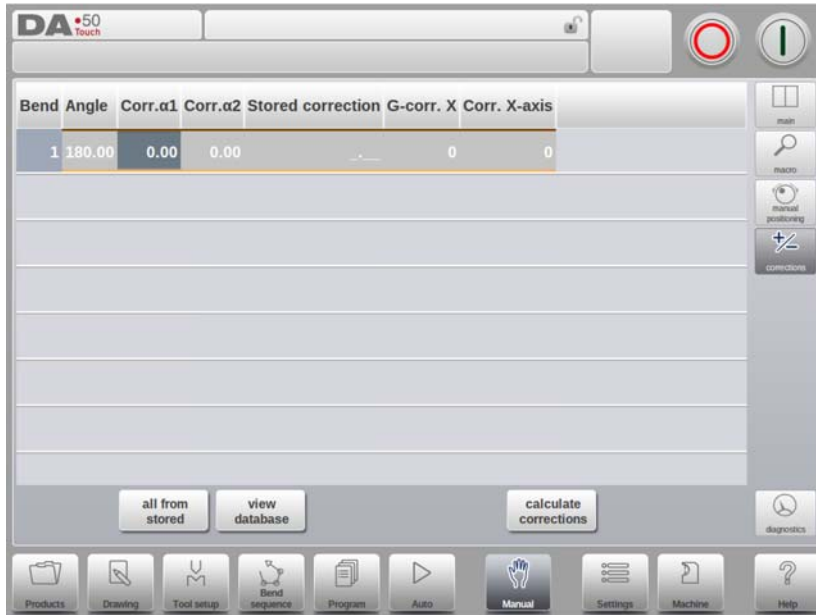 DA•50
Touch
Bend Angle Corr.α1 Corr.α2 Stored correction G-corr. X Corr. X-axis
1 180.00 0.00 0.00 _.__ 0 0
main
macro
manual
positioning
corrections
all from
stored
view
database
calculate
corrections
diagnostics
Products
Drawing
Tool setup
Bend
sequence
Program
Auto
Manual
Settings
Machine
Help